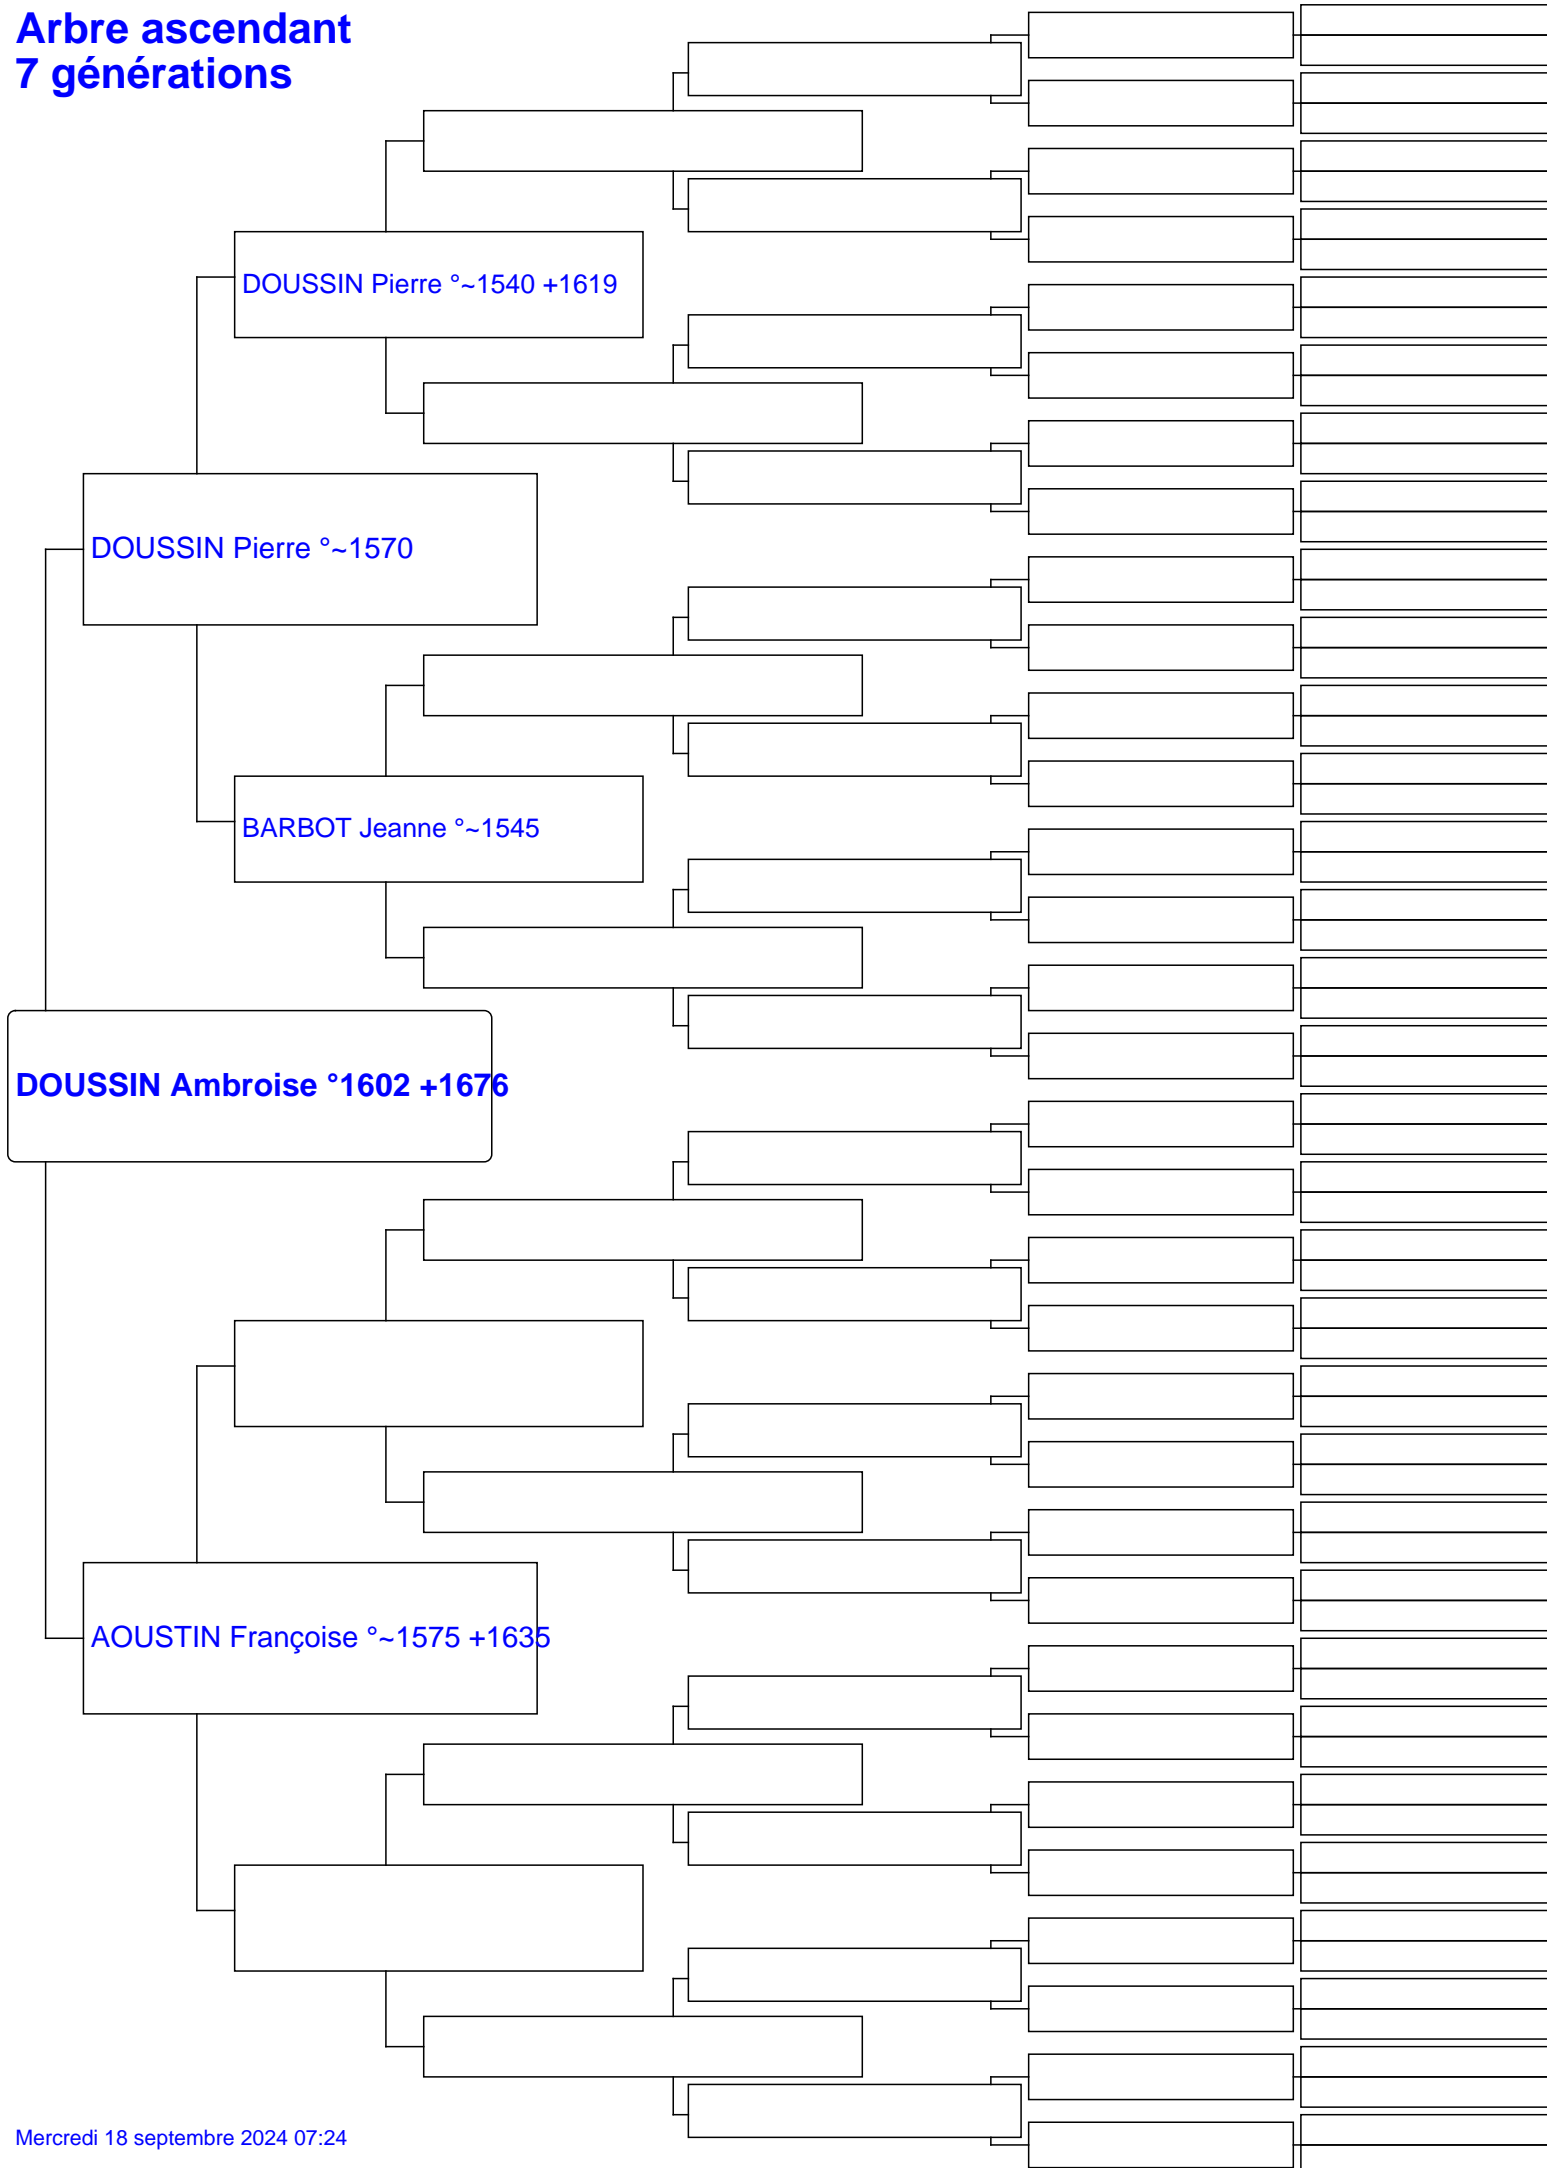 Arbre ascendant
7 générations
DOUSSIN Pierre °~1540 +1619
DOUSSIN Pierre °~1570
BARBOT Jeanne °~1545
DOUSSIN Ambroise °1602 +1676
AOUSTIN Françoise °~1575 +1635
Mercredi 18 septembre 2024 07:24